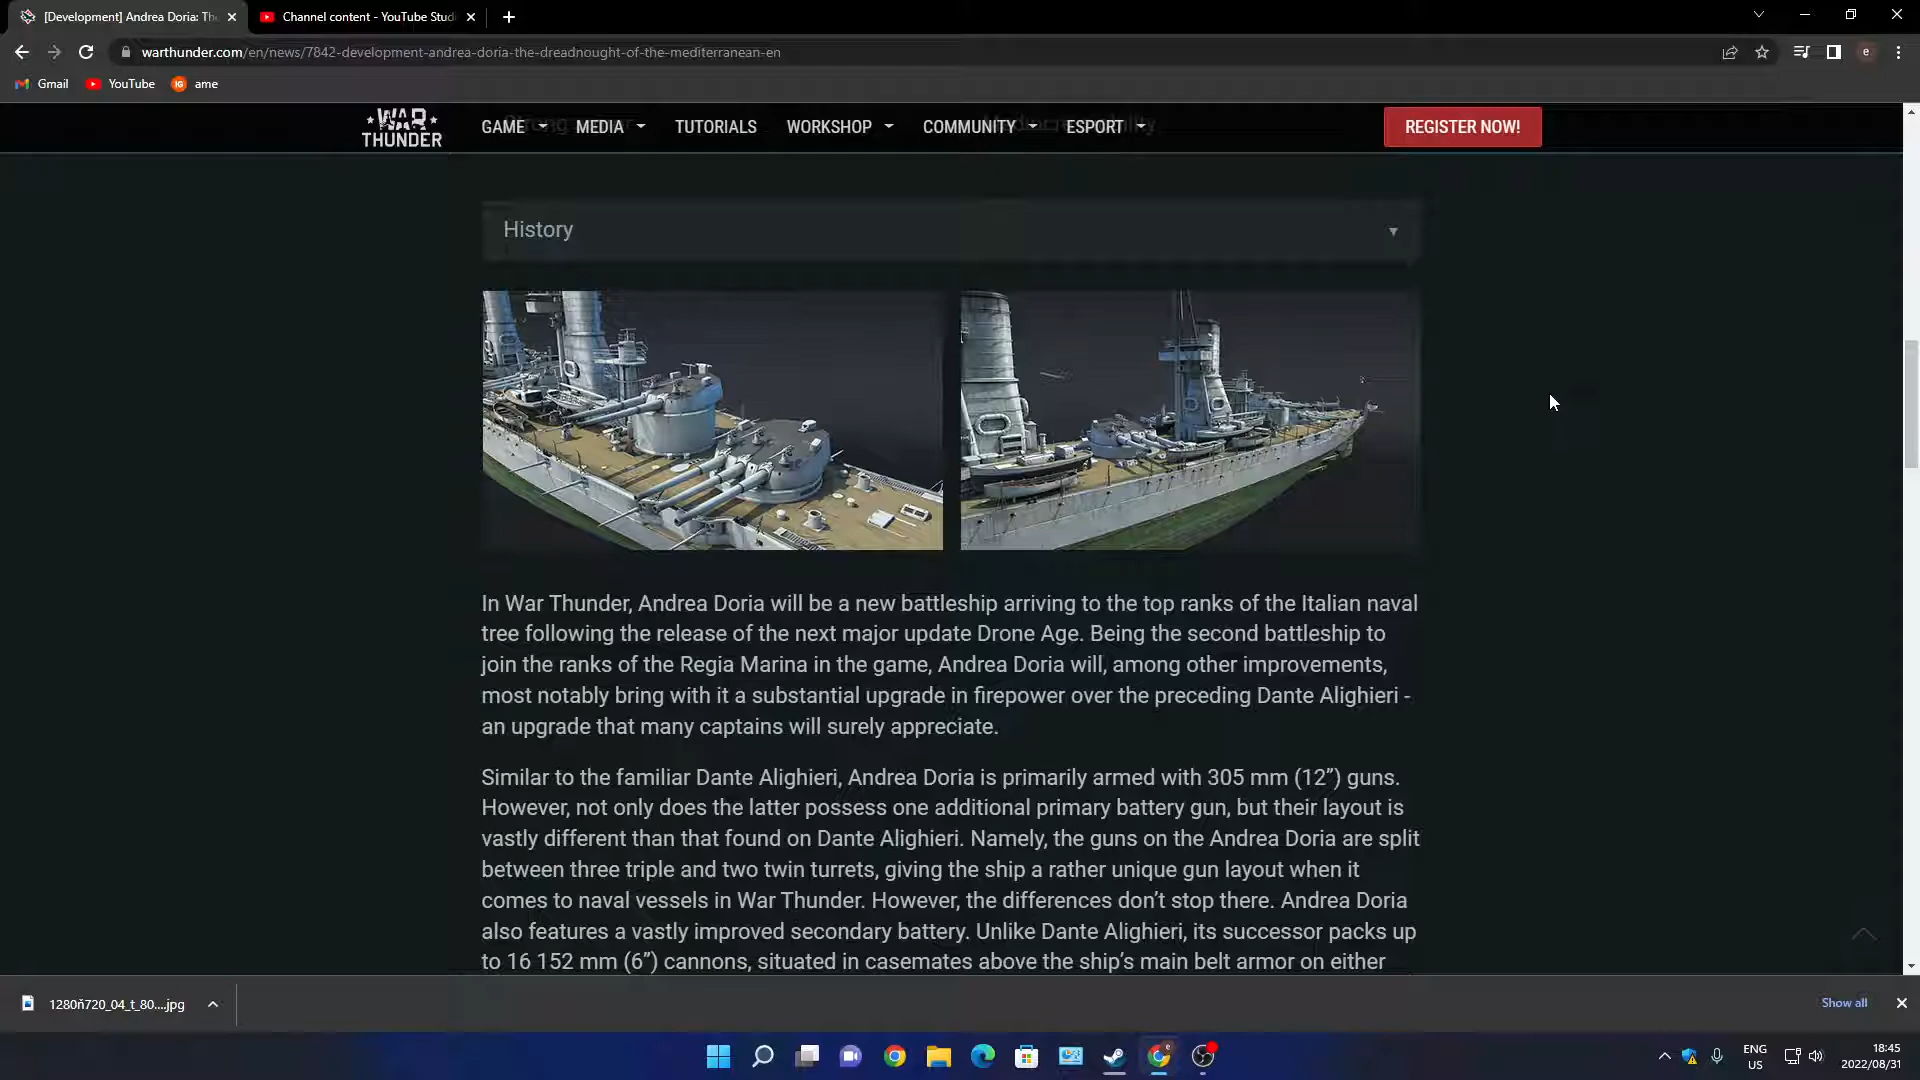 [Development] Andrea Doria: Th
Channel content - YouTube Studi
warthunder.com/en/news/7842-development-andrea-doria-the-dreadnought-of-the-mediterranean-en
e
Gmail
YouTube
IG
ame
WAR
THUNDER
GAME
MEDIA
TUTORIALS
WORKSHOP
COMMUNITY
ESPORT
REGISTER NOW!
History
In War Thunder, Andrea Doria will be a new battleship arriving to the top ranks of the Italian naval
tree following the release of the next major update Drone Age. Being the second battleship to
join the ranks of the Regia Marina in the game, Andrea Doria will, among other improvements,
most notably bring with it a substantial upgrade in firepower over the preceding Dante Alighieri -
an upgrade that many captains will surely appreciate.
Similar to the familiar Dante Alighieri, Andrea Doria is primarily armed with 305 mm (12”) guns.
However, not only does the latter possess one additional primary battery gun, but their layout is
vastly different than that found on Dante Alighieri. Namely, the guns on the Andrea Doria are split
between three triple and two twin turrets, giving the ship a rather unique gun layout when it
comes to naval vessels in War Thunder. However, the differences don’t stop there. Andrea Doria
also features a vastly improved secondary battery. Unlike Dante Alighieri, its successor packs up
to 16 152 mm (6”) cannons, situated in casemates above the ship’s main belt armor on either
1280ñ720_04_t_80....jpg
Show all
ENG
US
18:45
2022/08/31